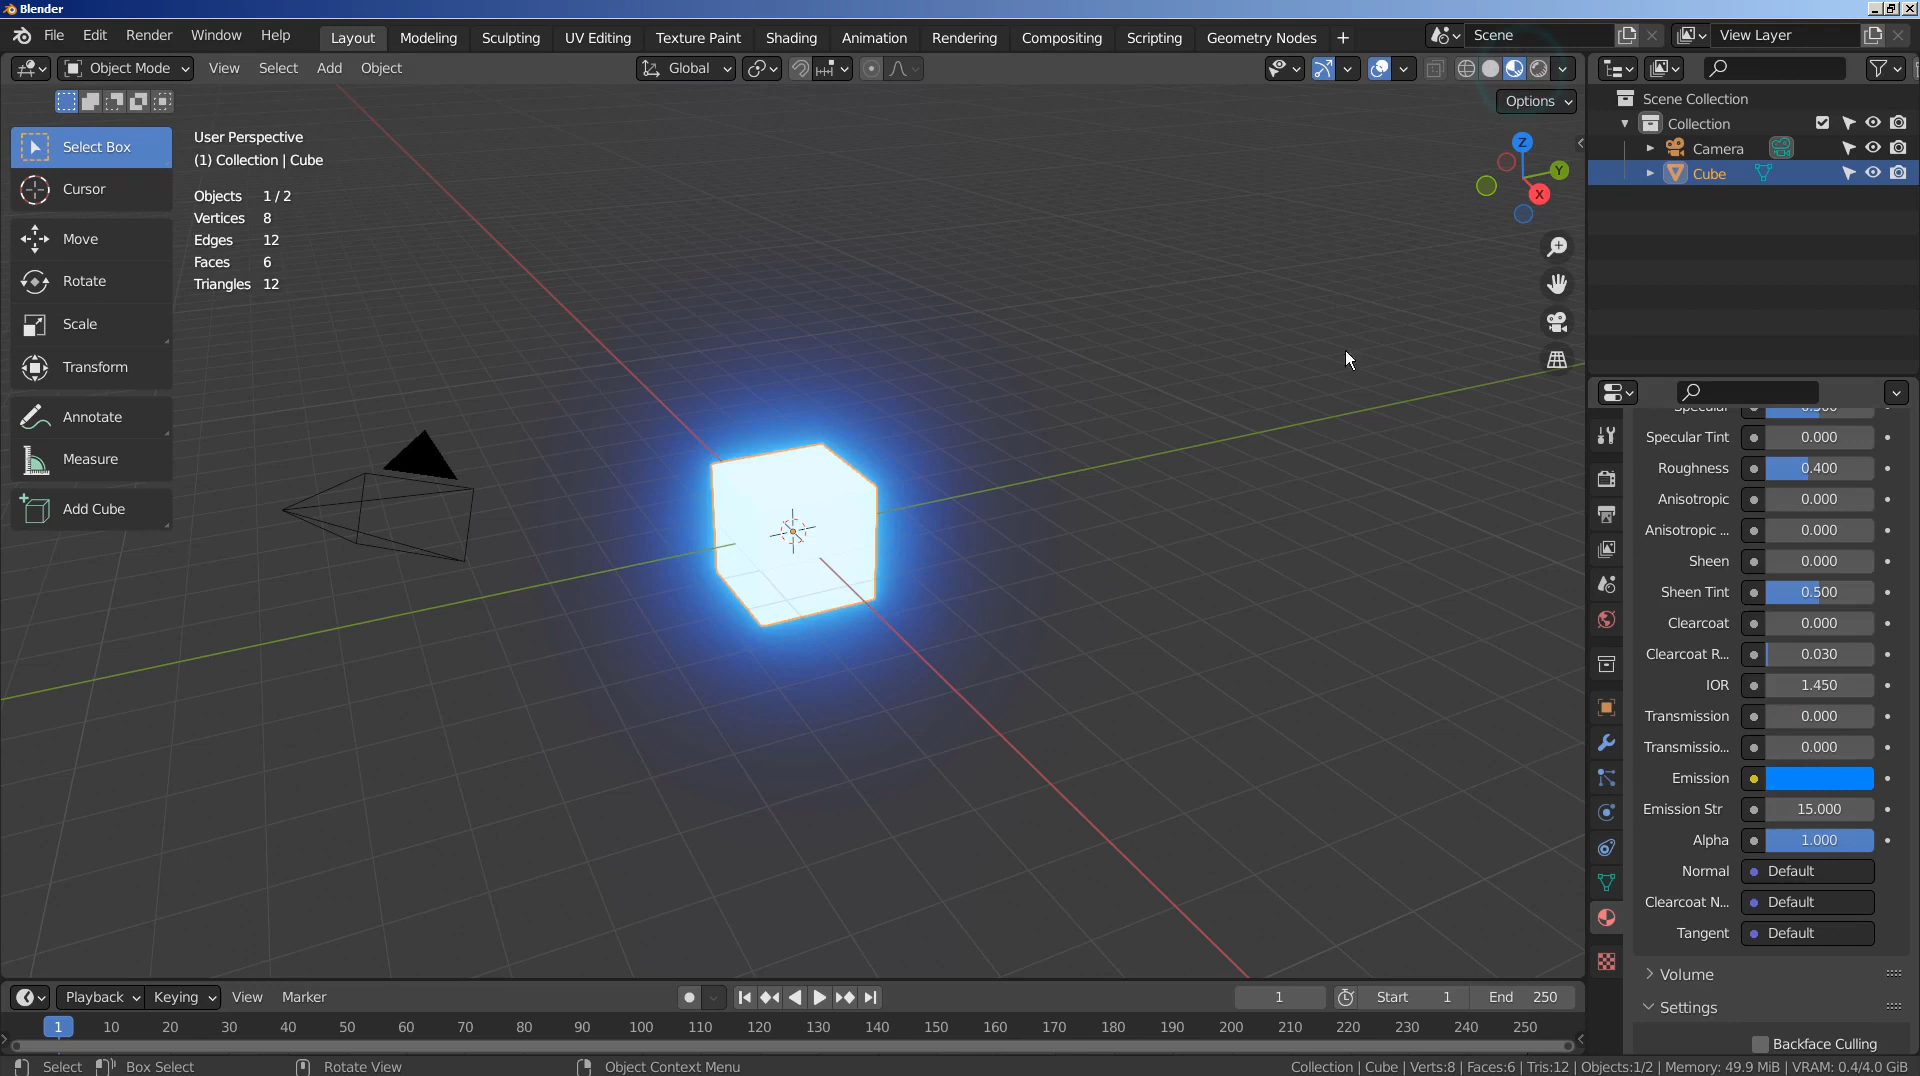 Blender
File Edit Render Window Help Layout Modeling Sculpting UV Editing Texture Paint Shading Animation Rendering Compositing Scripting Geometry Nodes + Scene View Layer
Object Mode View Select Add Object Global
Options
Select Box
Cursor
Move
Rotate
Scale
Transform
Annotate
Measure
Add Cube
User Perspective
(1) Collection | Cube
Objects 1 / 2
Vertices 8
Edges 12
Faces 6
Triangles 12
Z
Y
X
Scene Collection
Collection
Camera
Cube
Specular 0.500
Specular Tint 0.000
Roughness 0.400
Anisotropic 0.000
Anisotropic ... 0.000
Sheen 0.000
Sheen Tint 0.500
Clearcoat 0.000
Clearcoat R... 0.030
IOR 1.450
Transmission 0.000
Transmissio... 0.000
Emission
Emission Str 15.000
Alpha 1.000
Normal Default
Clearcoat N... Default
Tangent Default
Volume
Settings
Backface Culling
Playback Keying View Marker 1 Start 1 End 250
1 10 20 30 40 50 60 70 80 90 100 110 120 130 140 150 160 170 180 190 200 210 220 230 240 250
Select Box Select Rotate View Object Context Menu Collection | Cube | Verts:8 | Faces:6 | Tris:12 | Objects:1/2 | Memory: 49.9 MiB | VRAM: 0.4/4.0 GiB